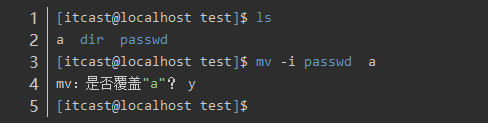 1 [itcast@localhost test]$ ls
2 a  dir  passwd
3 [itcast@localhost test]$ mv -i passwd  a
4 mv：是否覆盖"a"？ y
5 [itcast@localhost test]$